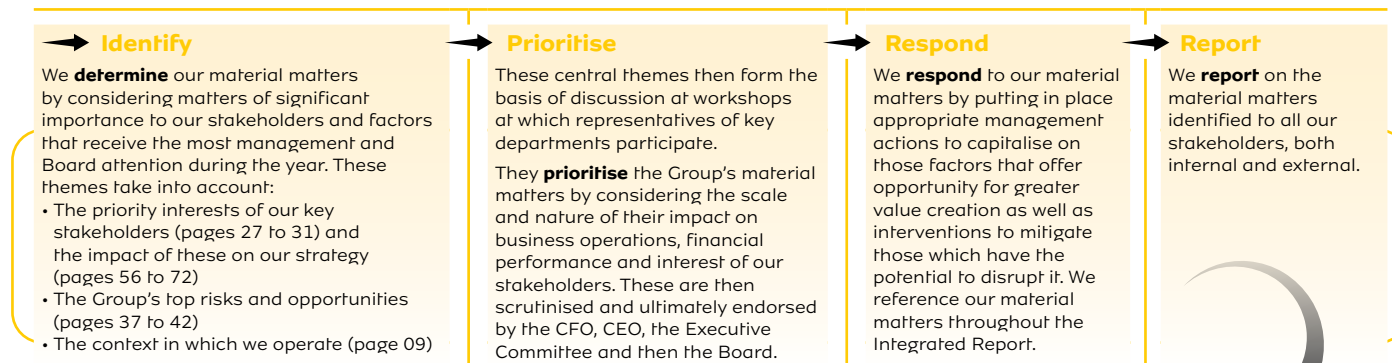 Identify
We determine our material matters
by considering matters of significant
importance to our stakeholders and factors
that receive the most management and
Board attention during the year. These
themes take into account:
• The priority interests of our key
stakeholders (pages 27 to 31) and
the impact of these on our strategy
(pages 56 to 72)
• The Group's top risks and opportunities
(pages 37 to 42)
• The context in which we operate (page 09)
Prioritise
These central themes then form the
basis of discussion at workshops
at which representatives of key
departments participate.
They prioritise the Group's material
matters by considering the scale
and nature of their impact on
business operations, financial
performance and interest of our
stakeholders. These are then
scrutinised and ultimately endorsed
by the CFO, CEO, the Executive
Committee and then the Board.
Respond
We respond to our material
matters by putting in place
appropriate management
actions to capitalise on
those factors that offer
opportunity for greater
value creation as well as
interventions to mitigate
those which have the
potential to disrupt it. We
reference our material
matters throughout the
Integrated Report.
Report
We report on the
material matters
identified to all our
stakeholders, both
internal and external.